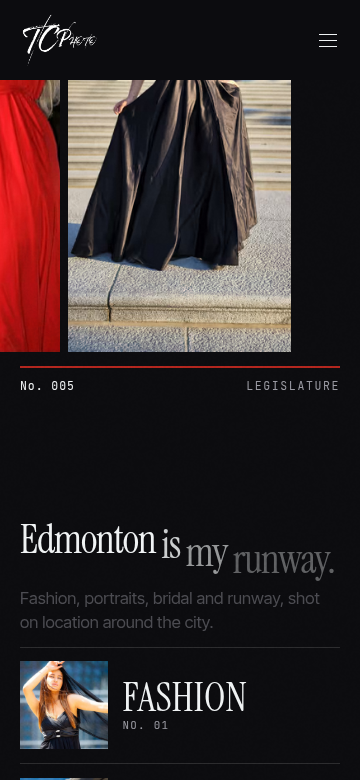 TCPHOTO
No. 005
LEGISLATURE
Edmonton is my runway.
Fashion, portraits, bridal and runway, shot
on location around the city.
FASHION
NO. 01